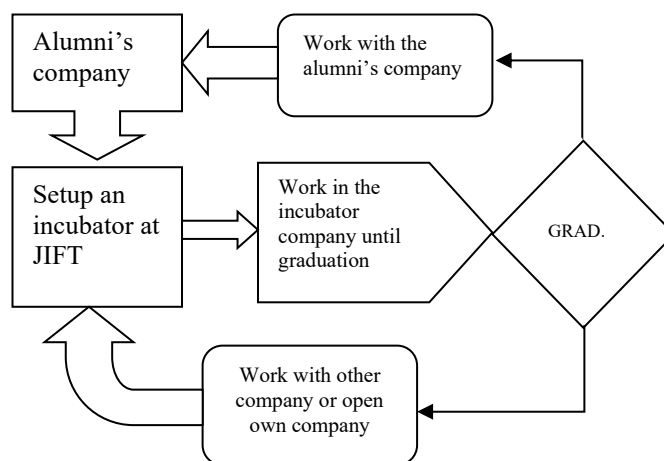 Alumni’s
company
Work with the
alumni’s company
Setup an
incubator at
JIFT
Work in the
incubator
company until
graduation
GRAD.
Work with other
company or open
own company